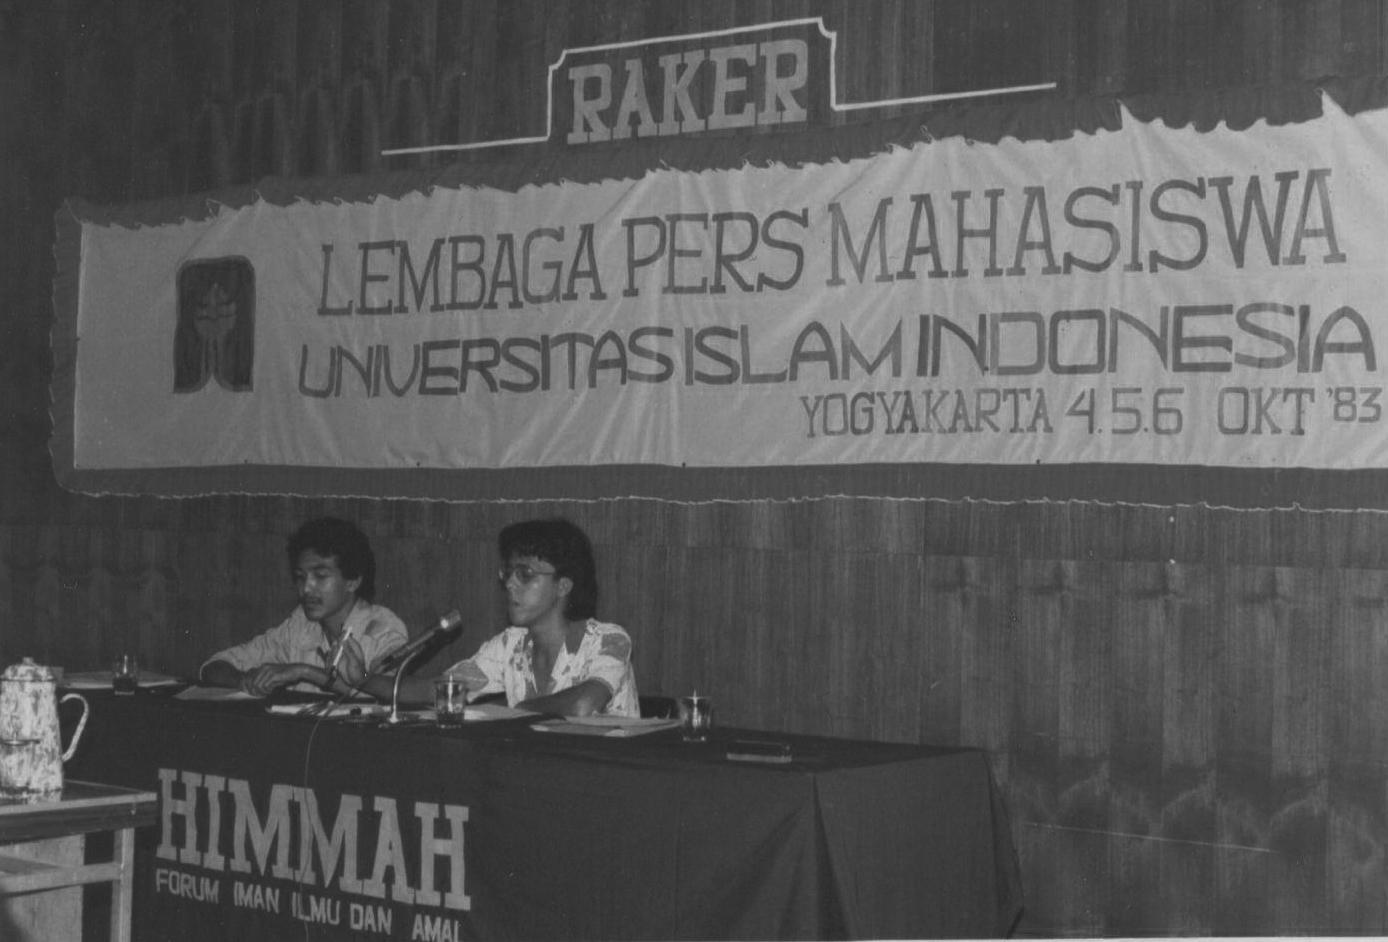 RAKER
LEMBAGA PERS MAHASISWA
UNIVERSITAS ISLAM INDONESIA
YOGYAKARTA 4.5.6 OKT '83
HIMMAH
FORUM IMAN ILMU DAN AMAL